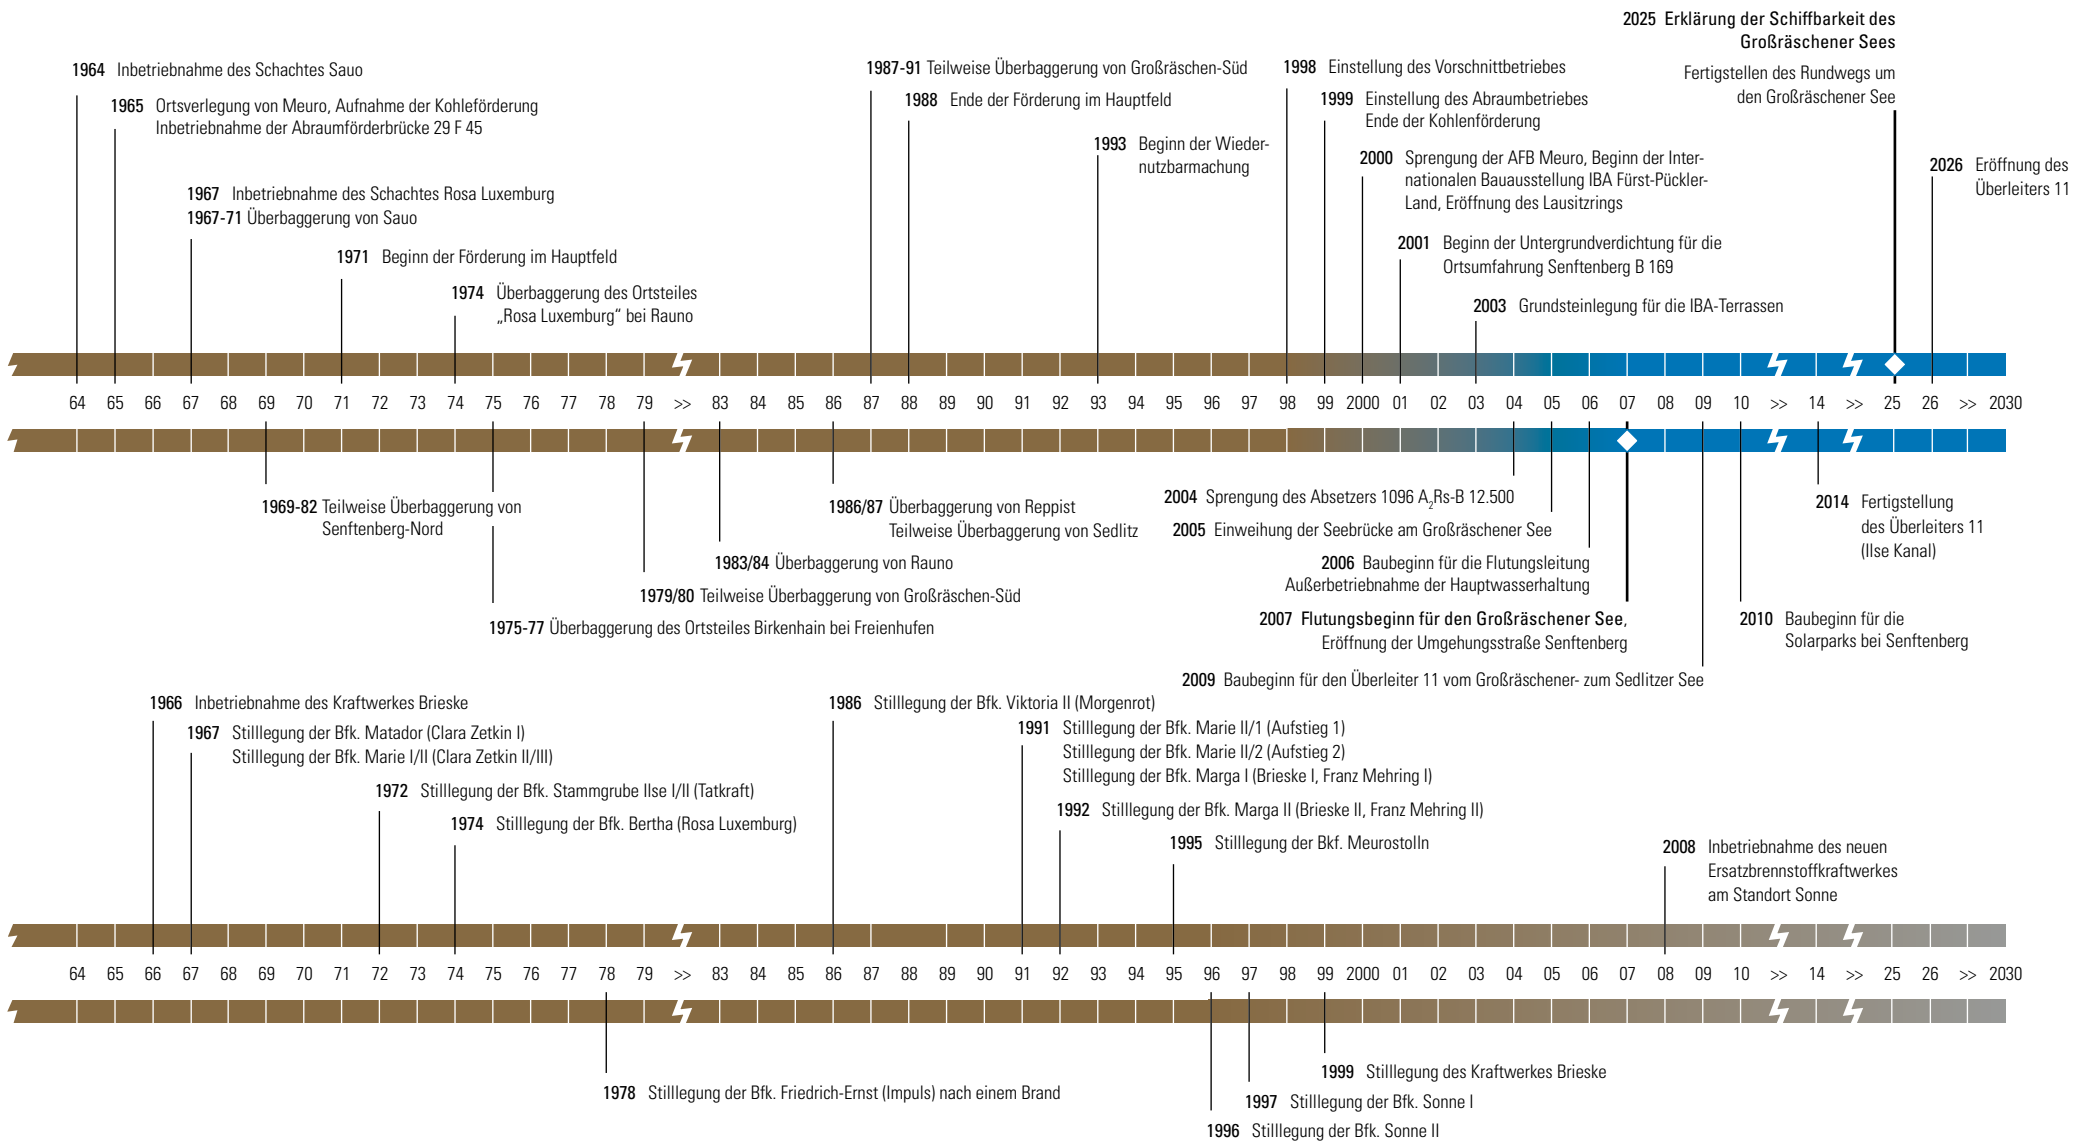 2025 Erklärung der Schiffbarkeit des
Großräschener Sees
Fertigstellen des Rundwegs um
den Großräschener See
1964 Inbetriebnahme des Schachtes Sauo
1965 Ortsverlegung von Meuro, Aufnahme der Kohleförderung
Inbetriebnahme der Abraumförderbrücke 29 F 45
1967 Inbetriebnahme des Schachtes Rosa Luxemburg
1967-71 Überbaggerung von Sauo
1971 Beginn der Förderung im Hauptfeld
1974 Überbaggerung des Ortsteiles
„Rosa Luxemburg“ bei Rauno
1987-91 Teilweise Überbaggerung von Großräschen-Süd
1988 Ende der Förderung im Hauptfeld
1993 Beginn der Wieder-
nutzbarmachung
1998 Einstellung des Vorschnittbetriebes
1999 Einstellung des Abraumbetriebes
Ende der Kohlenförderung
2000 Sprengung der AFB Meuro, Beginn der Inter-
nationalen Bauausstellung IBA Fürst-Pückler-
Land, Eröffnung des Lausitzrings
2001 Beginn der Untergrundverdichtung für die
Ortsumfahrung Senftenberg B 169
2003 Grundsteinlegung für die IBA-Terrassen
2026 Eröffnung des
Überleiters 11
64 65 66 67 68 69 70 71 72 73 74 75 76 77 78 79 >> 83 84 85 86 87 88 89 90 91 92 93 94 95 96 97 98 99 2000 01 02 03 04 05 06 07 08 09 10 >> 14 >> 25 26 >> 2030
1969-82 Teilweise Überbaggerung von
Senftenberg-Nord
1986/87 Überbaggerung von Reppist
Teilweise Überbaggerung von Sedlitz
1983/84 Überbaggerung von Rauno
1979/80 Teilweise Überbaggerung von Großräschen-Süd
1975-77 Überbaggerung des Ortsteiles Birkenhain bei Freienhufen
2004 Sprengung des Absetzers 1096 A2Rs-B 12.500
2005 Einweihung der Seebrücke am Großräschener See
2006 Baubeginn für die Flutungsleitung
Außerbetriebnahme der Hauptwasserhaltung
2007 Flutungsbeginn für den Großräschener See,
Eröffnung der Umgehungsstraße Senftenberg
2009 Baubeginn für den Überleiter 11 vom Großräschener- zum Sedlitzer See
2014 Fertigstellung
des Überleiters 11
(Ilse Kanal)
2010 Baubeginn für die
Solarparks bei Senftenberg
1966 Inbetriebnahme des Kraftwerkes Brieske
1967 Stilllegung der Bfk. Matador (Clara Zetkin I)
Stilllegung der Bfk. Marie I/II (Clara Zetkin II/III)
1972 Stilllegung der Bfk. Stammgrube Ilse I/II (Tatkraft)
1974 Stilllegung der Bfk. Bertha (Rosa Luxemburg)
1986 Stilllegung der Bfk. Viktoria II (Morgenrot)
1991 Stilllegung der Bfk. Marie II/1 (Aufstieg 1)
Stilllegung der Bfk. Marie II/2 (Aufstieg 2)
Stilllegung der Bfk. Marga I (Brieske I, Franz Mehring I)
1992 Stilllegung der Bfk. Marga II (Brieske II, Franz Mehring II)
1995 Stilllegung der Bkf. Meurostolln
2008 Inbetriebnahme des neuen
Ersatzbrennstoffkraftwerkes
am Standort Sonne
64 65 66 67 68 69 70 71 72 73 74 75 76 77 78 79 >> 83 84 85 86 87 88 89 90 91 92 93 94 95 96 97 98 99 2000 01 02 03 04 05 06 07 08 09 10 >> 14 >> 25 26 >> 2030
1978 Stilllegung der Bfk. Friedrich-Ernst (Impuls) nach einem Brand
1999 Stilllegung des Kraftwerkes Brieske
1997 Stilllegung der Bfk. Sonne I
1996 Stilllegung der Bfk. Sonne II